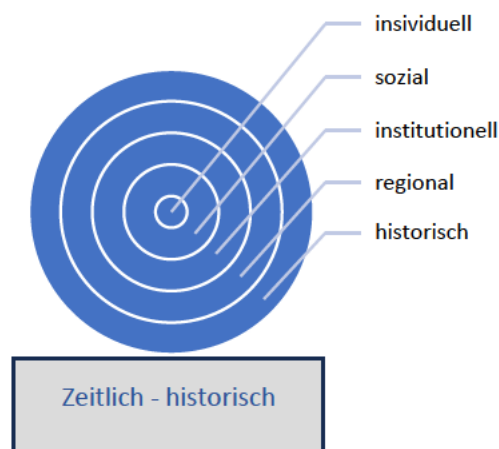 insividuell
sozial
institutionell
regional
historisch
Zeitlich - historisch